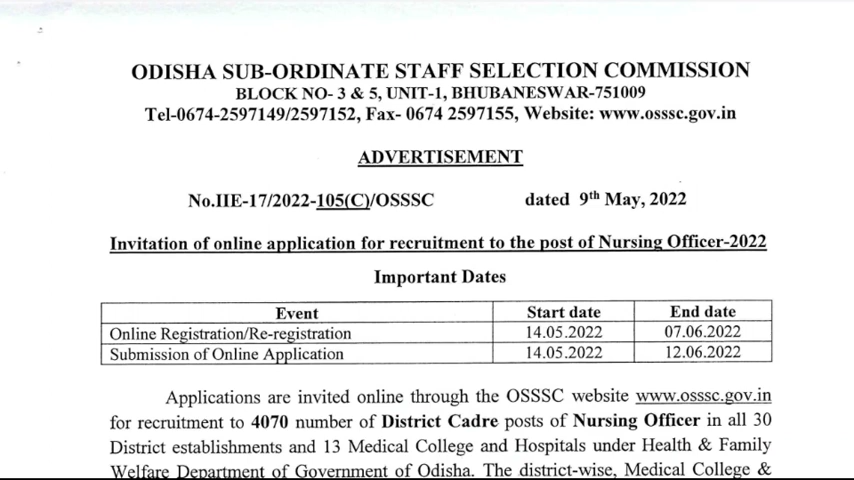 ODISHA SUB-ORDINATE STAFF SELECTION COMMISSION
BLOCK NO- 3 & 5, UNIT-1, BHUBANESWAR-751009
Tel-0674-2597149/2597152, Fax- 0674 2597155, Website: www.osssc.gov.in
ADVERTISEMENT
No.IIE-17/2022-105(C)/OSSSC dated 9th May, 2022
Invitation of online application for recruitment to the post of Nursing Officer-2022
Important Dates
Event Start date End date
Online Registration/Re-registration 14.05.2022 07.06.2022
Submission of Online Application 14.05.2022 12.06.2022
Applications are invited online through the OSSSC website www.osssc.gov.in
for recruitment to 4070 number of District Cadre posts of Nursing Officer in all 30
District establishments and 13 Medical College and Hospitals under Health & Family
Welfare Department of Government of Odisha. The district-wise, Medical College &